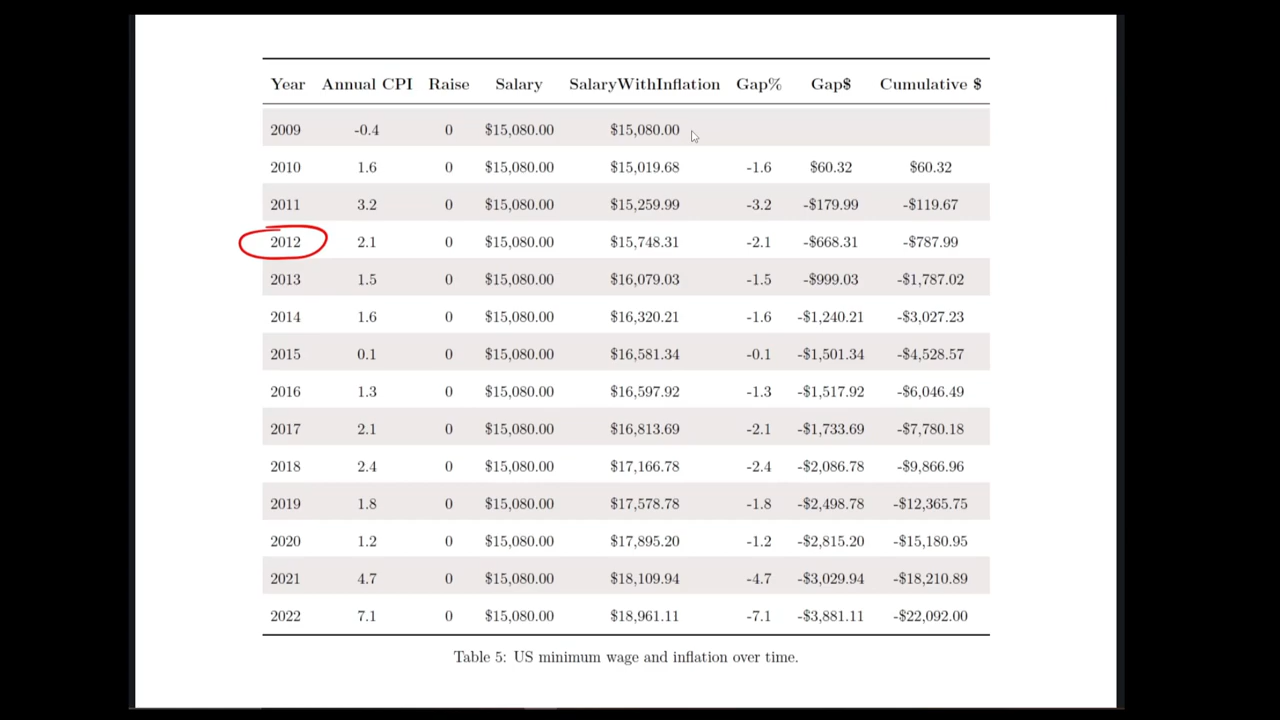 Year Annual CPI Raise Salary SalaryWithInflation Gap% Gap$ Cumulative $
2009 -0.4 0 $15,080.00 $15,080.00
2010 1.6 0 $15,080.00 $15,019.68 -1.6 $60.32 $60.32
2011 3.2 0 $15,080.00 $15,259.99 -3.2 -$179.99 -$119.67
2012 2.1 0 $15,080.00 $15,748.31 -2.1 -$668.31 -$787.99
2013 1.5 0 $15,080.00 $16,079.03 -1.5 -$999.03 -$1,787.02
2014 1.6 0 $15,080.00 $16,320.21 -1.6 -$1,240.21 -$3,027.23
2015 0.1 0 $15,080.00 $16,581.34 -0.1 -$1,501.34 -$4,528.57
2016 1.3 0 $15,080.00 $16,597.92 -1.3 -$1,517.92 -$6,046.49
2017 2.1 0 $15,080.00 $16,813.69 -2.1 -$1,733.69 -$7,780.18
2018 2.4 0 $15,080.00 $17,166.78 -2.4 -$2,086.78 -$9,866.96
2019 1.8 0 $15,080.00 $17,578.78 -1.8 -$2,498.78 -$12,365.75
2020 1.2 0 $15,080.00 $17,895.20 -1.2 -$2,815.20 -$15,180.95
2021 4.7 0 $15,080.00 $18,109.94 -4.7 -$3,029.94 -$18,210.89
2022 7.1 0 $15,080.00 $18,961.11 -7.1 -$3,881.11 -$22,092.00
Table 5: US minimum wage and inflation over time.